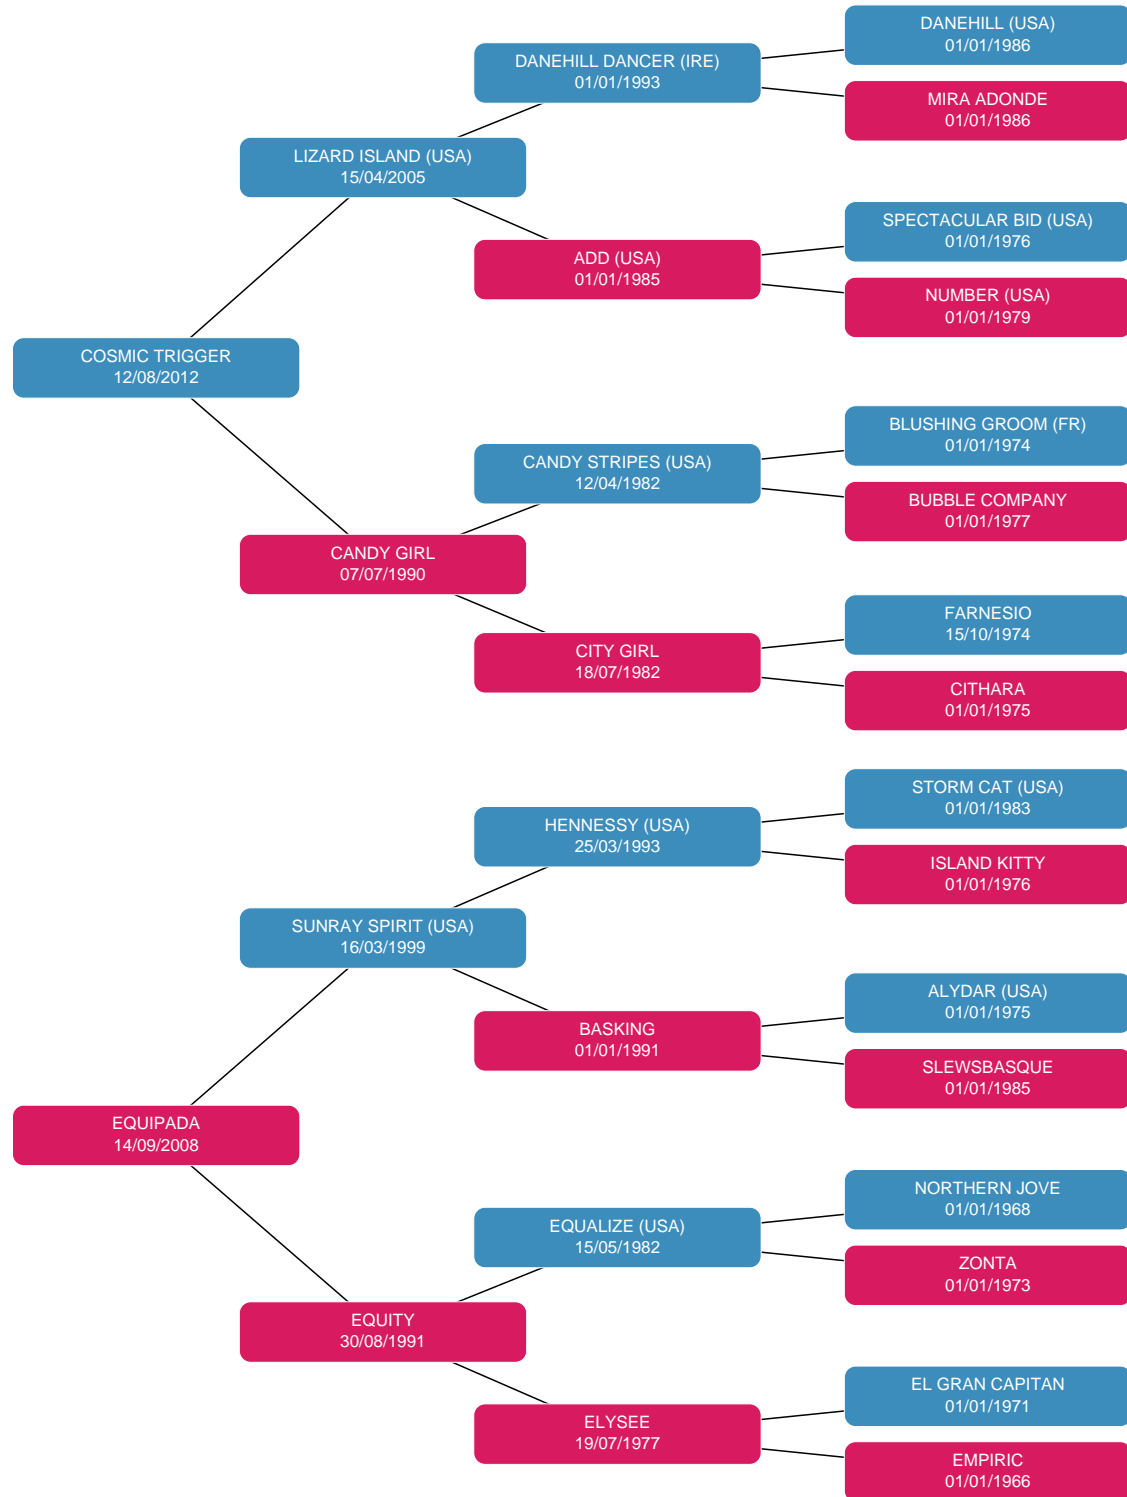 DANEHILL (USA)
01/01/1986
DANEHILL DANCER (IRE)
01/01/1993
MIRA ADONDE
01/01/1986
LIZARD ISLAND (USA)
15/04/2005
SPECTACULAR BID (USA)
01/01/1976
ADD (USA)
01/01/1985
NUMBER (USA)
01/01/1979
COSMIC TRIGGER
12/08/2012
BLUSHING GROOM (FR)
01/01/1974
CANDY STRIPES (USA)
12/04/1982
BUBBLE COMPANY
01/01/1977
CANDY GIRL
07/07/1990
FARNESIO
15/10/1974
CITY GIRL
18/07/1982
CITHARA
01/01/1975
STORM CAT (USA)
01/01/1983
HENNESSY (USA)
25/03/1993
ISLAND KITTY
01/01/1976
SUNRAY SPIRIT (USA)
16/03/1999
ALYDAR (USA)
01/01/1975
BASKING
01/01/1991
SLEWSBASQUE
01/01/1985
EQUIPADA
14/09/2008
NORTHERN JOVE
01/01/1968
EQUALIZE (USA)
15/05/1982
ZONTA
01/01/1973
EQUITY
30/08/1991
EL GRAN CAPITAN
01/01/1971
ELYSEE
19/07/1977
EMPIRIC
01/01/1966